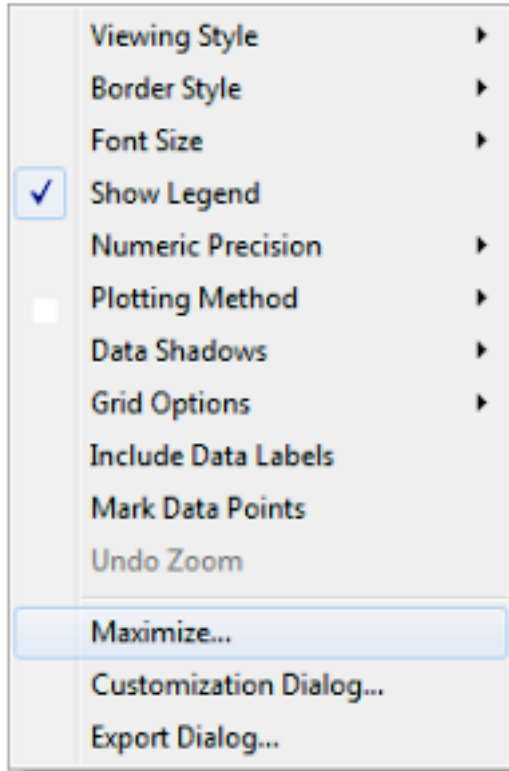 Viewing Style
Border Style
Font Size
Show Legend
Numeric Precision
Plotting Method
Data Shadows
Grid Options
Include Data Labels
Mark Data Points
Undo Zoom
Maximize...
Customization Dialog...
Export Dialog...